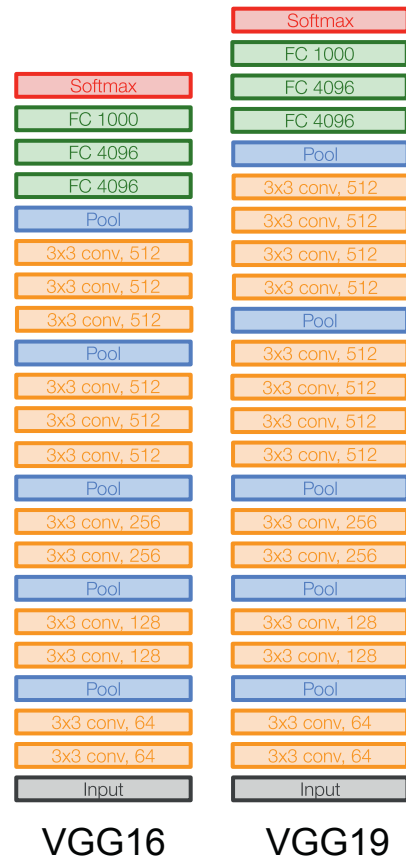 Softmax
FC 1000
FC 4096
FC 4096
Pool
3x3 conv, 512
3x3 conv, 512
3x3 conv, 512
Pool
3x3 conv, 512
3x3 conv, 512
3x3 conv, 512
Pool
3x3 conv, 256
3x3 conv, 256
Pool
3x3 conv, 128
3x3 conv, 128
Pool
3x3 conv, 64
3x3 conv, 64
Input
VGG16
Softmax
FC 1000
FC 4096
FC 4096
Pool
3x3 conv, 512
3x3 conv, 512
3x3 conv, 512
3x3 conv, 512
Pool
3x3 conv, 512
3x3 conv, 512
3x3 conv, 512
3x3 conv, 512
Pool
3x3 conv, 256
3x3 conv, 256
Pool
3x3 conv, 128
3x3 conv, 128
Pool
3x3 conv, 64
3x3 conv, 64
Input
VGG19